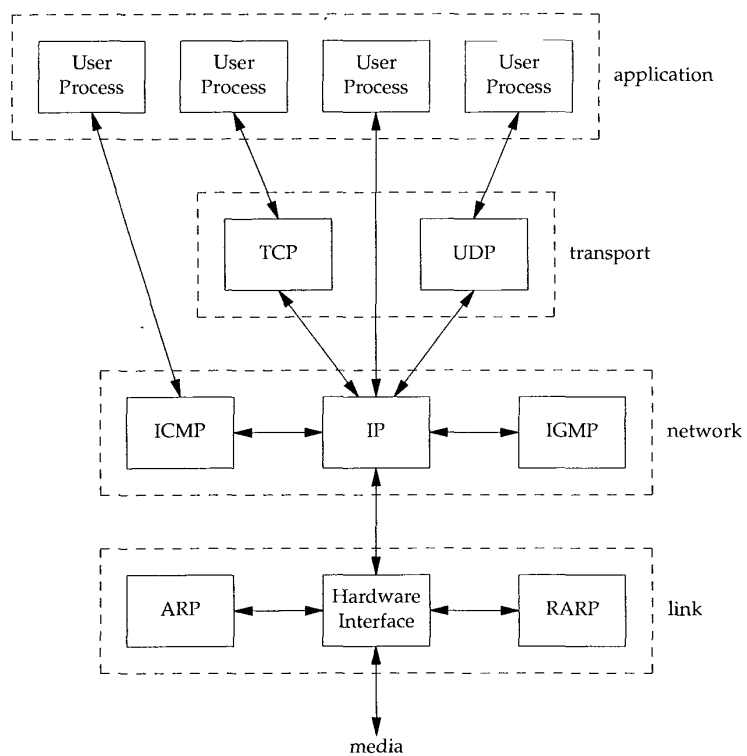 User
Process
User
Process
User
Process
User
Process
application
TCP
UDP
transport
ICMP
IP
IGMP
network
ARP
Hardware
Interface
RARP
link
media